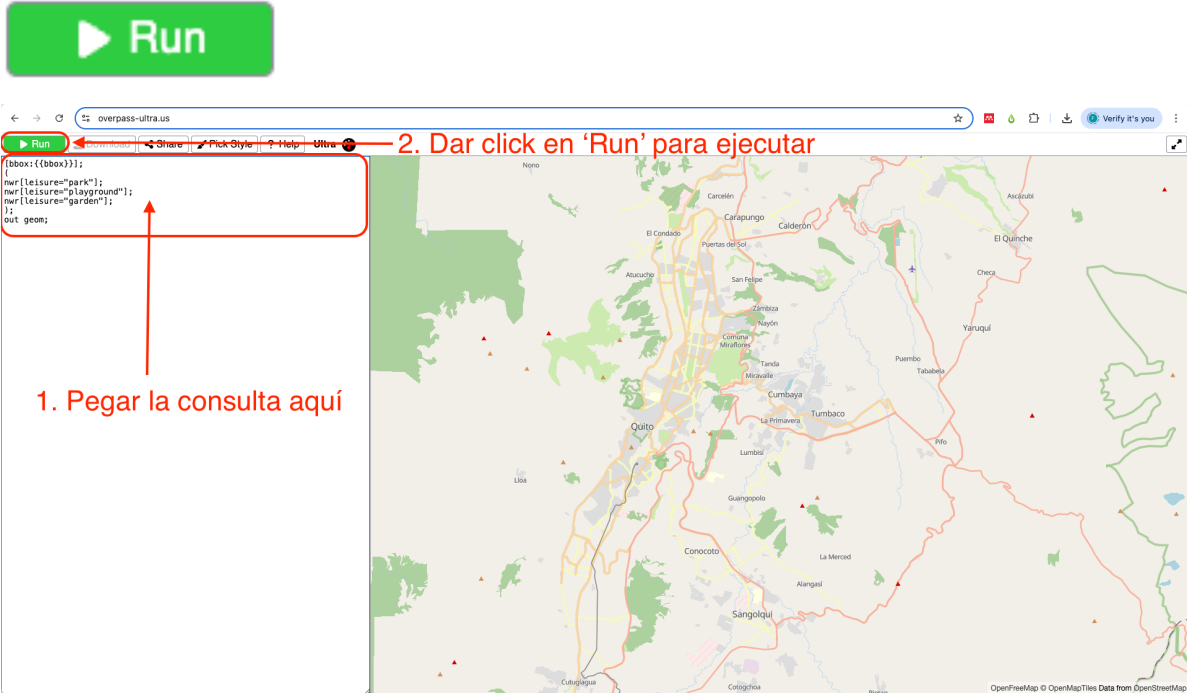 Run
overpass-ultra.us
Verify it's you
Run
Download
Share
Pick Style
? Help
Ultra
2. Dar click en ‘Run’ para ejecutar
[bbox:{{bbox}}];
(
nwr[leisure="park"];
nwr[leisure="playground"];
nwr[leisure="garden"];
);
out geom;
1. Pegar la consulta aquí
Nono
Carcelén
Ascázubi
Carapungo
Calderón
El Condado
Puertas del Sol
El Quinche
Atucucho
San Felipe
Checa
Zámbiza
Nayón
Yaruquí
Comuna
Miraflores
Tanda
Puembo
Miravalle
Tababela
Cumbaya
Tumbaco
La Primavera
Quito
Pifo
Lumbisi
Lloa
Guangopolo
Conocoto
La Merced
Alangasí
Sangolqui
Cutuglagua
Cotogchoa
OpenFreeMap © OpenMapTiles Data from OpenStreetMap